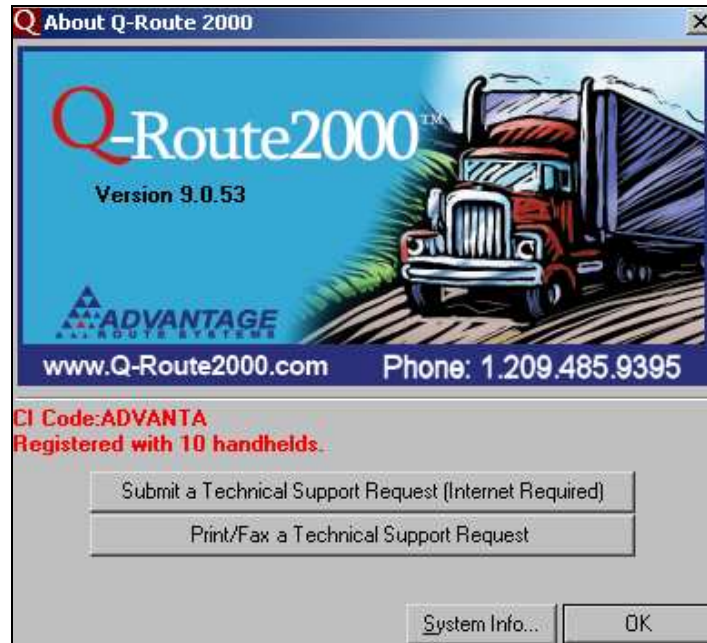 Q About Q-Route 2000
Q-Route2000™
Version 9.0.53
ADVANTAGE
ROUTE SYSTEMS
www.Q-Route2000.com Phone: 1.209.485.9395
CI Code:ADVANTA
Registered with 10 handhelds.
Submit a Technical Support Request (Internet Required)
Print/Fax a Technical Support Request
System Info... OK